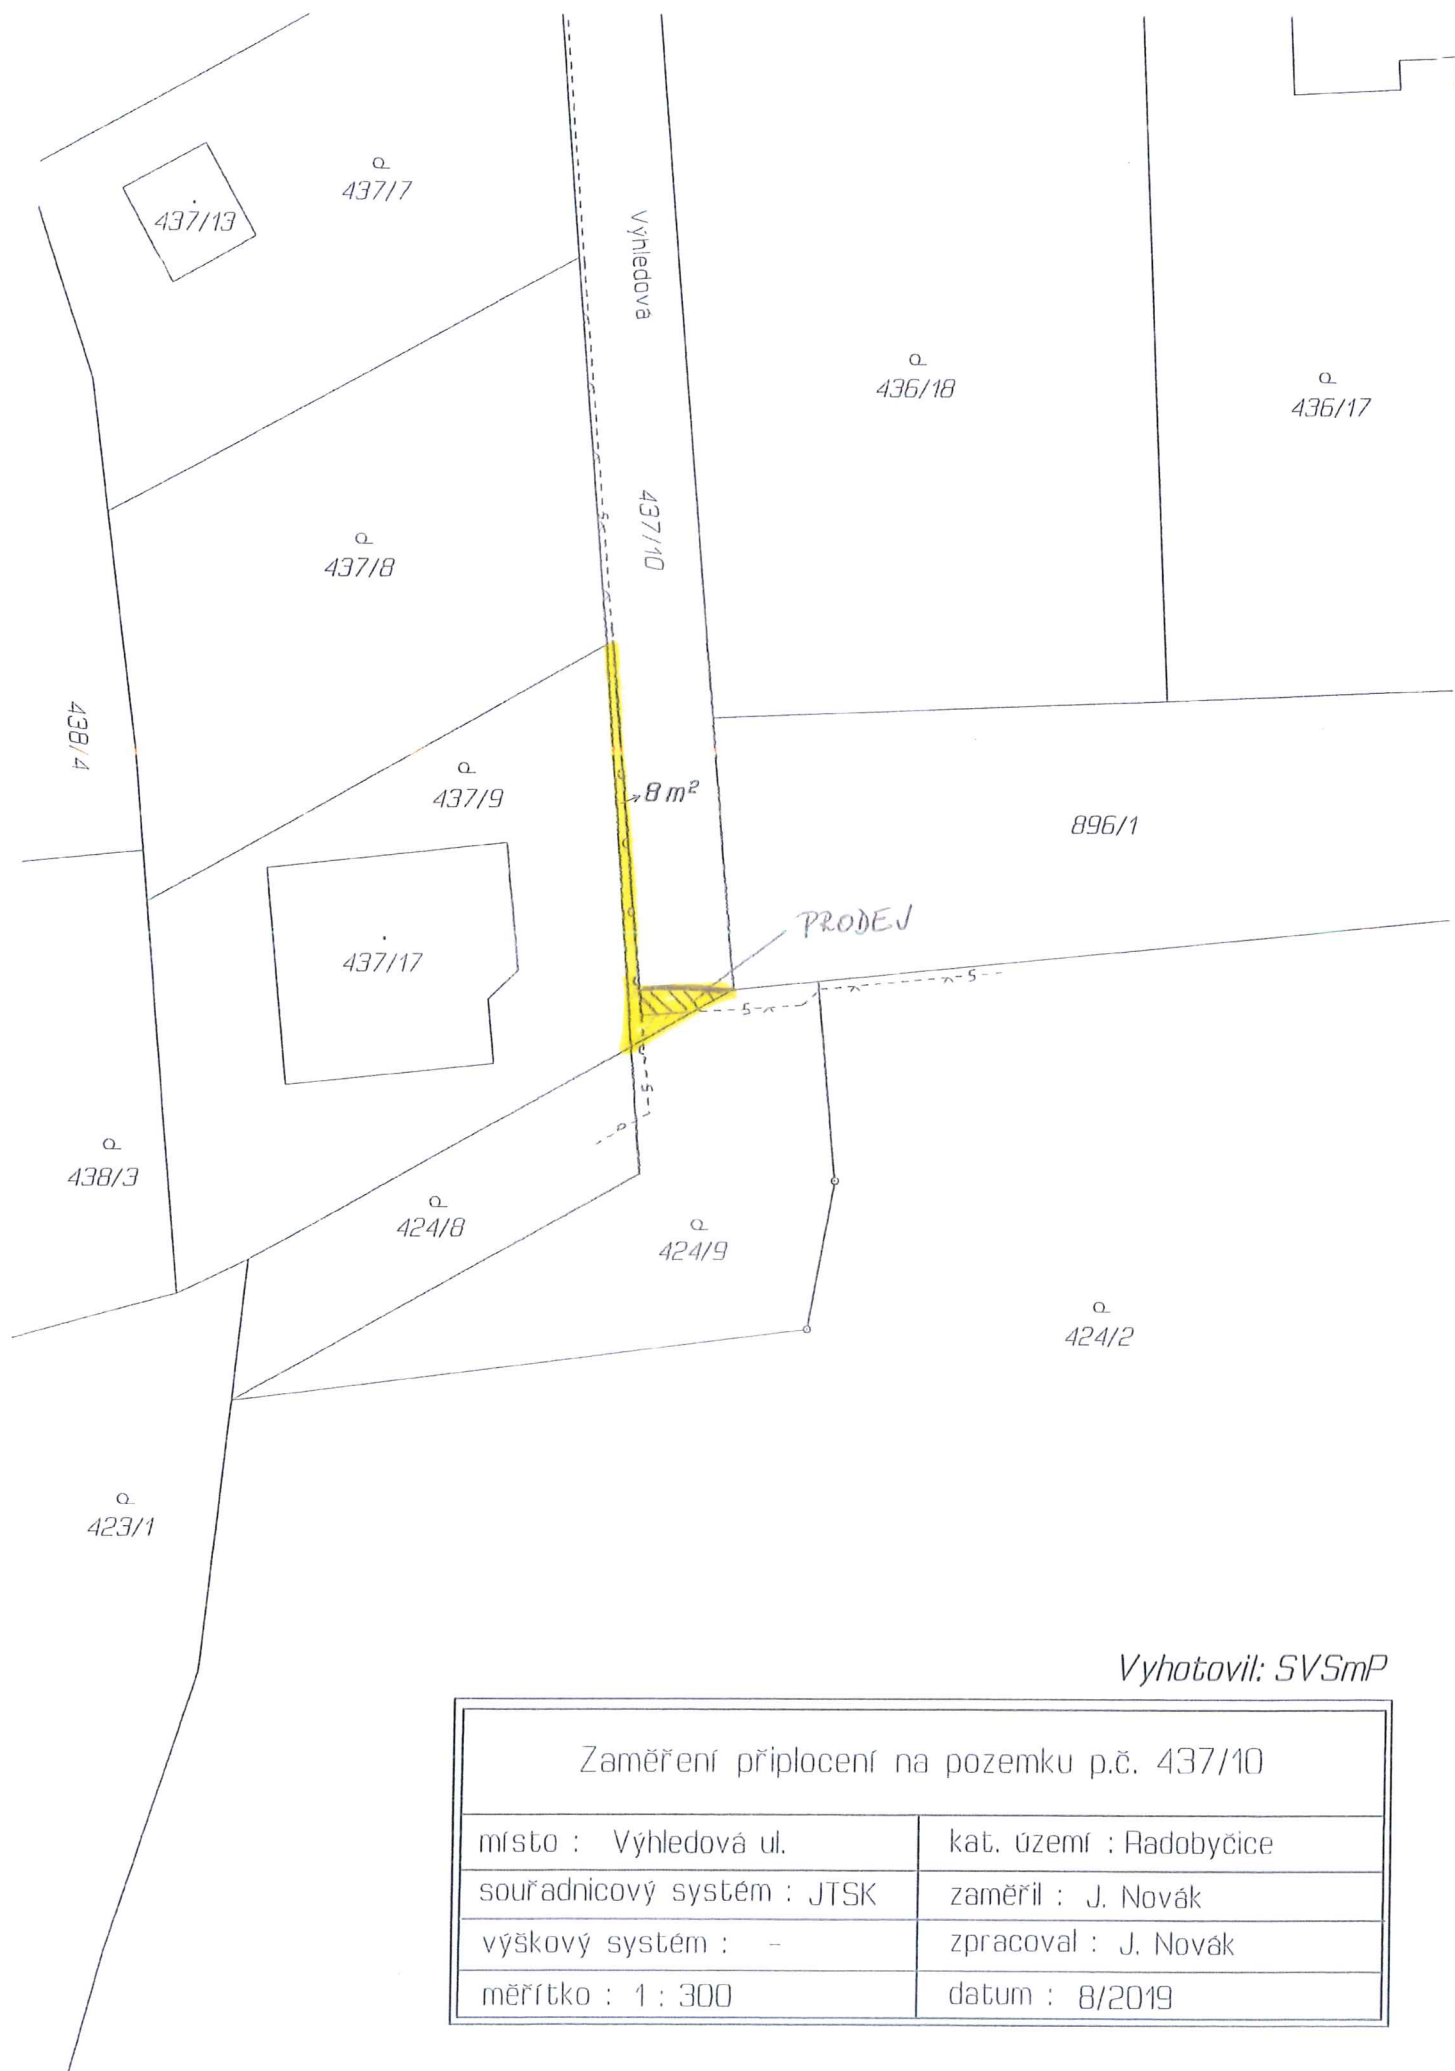 437/7
437/13
Výhledová
436/18
436/17
437/10
437/8
438/4
437/9
8 m²
896/1
PRODEJ
437/17
438/3
424/8
424/9
424/2
423/1
Vyhotovil: SVSmP
Zaměření připlocení na pozemku p.č. 437/10
místo : Výhledová ul.
kat. území : Radobyčice
souřadnicový systém : JTSK
zaměřil : J. Novák
výškový systém : -
zpracoval : J. Novák
měřítko : 1 : 300
datum : 8/2019